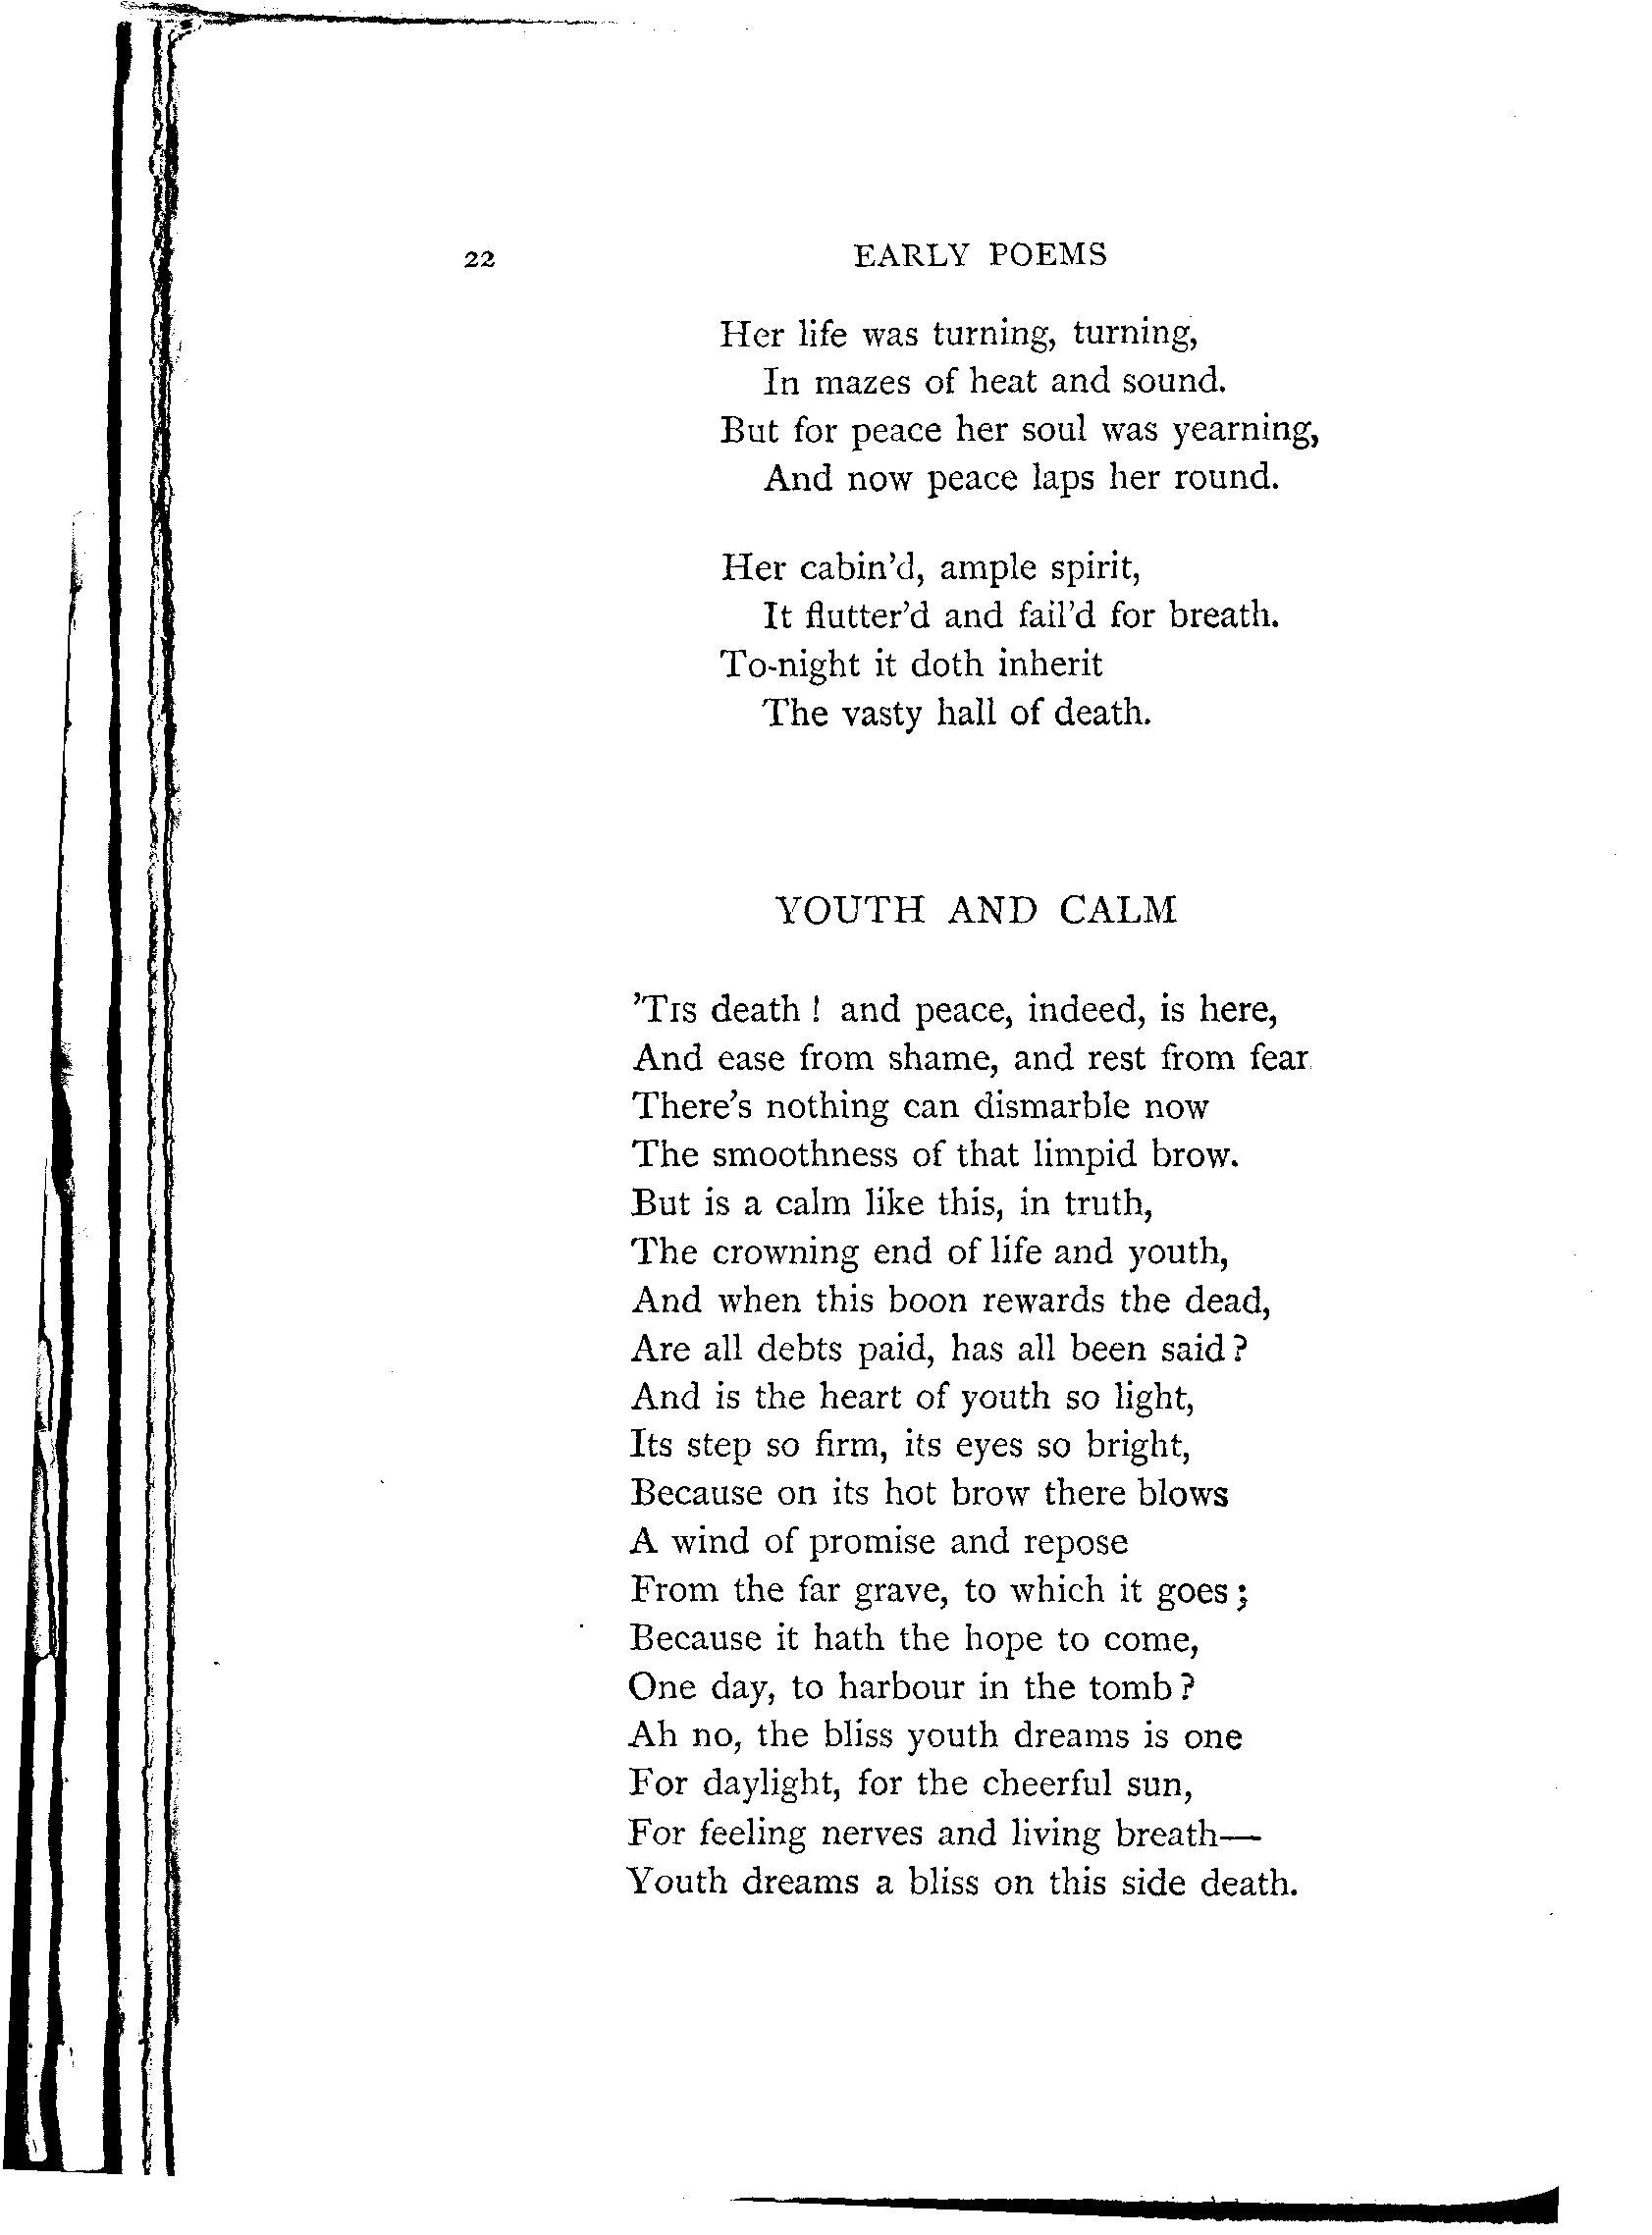 22 EARLY POEMS
Her life was turning, turning,
In mazes of heat and sound.
But for peace her soul was yearning,
And now peace laps her round.
Her cabin'd, ample spirit,
It flutter'd and fail'd for breath.
To-night it doth inherit
The vasty hall of death.
YOUTH AND CALM
'TIS death ! and peace, indeed, is here,
And ease from shame, and rest from fear
There's nothing can dismarble now
The smoothness of that limpid brow.
But is a calm like this, in truth,
The crowning end of life and youth,
And when this boon rewards the dead,
Are all debts paid, has all been said ?
And is the heart of youth so light,
Its step so firm, its eyes so bright,
Because on its hot brow there blows
A wind of promise and repose
From the far grave, to which it goes ;
Because it hath the hope to come,
One day, to harbour in the tomb ?
Ah no, the bliss youth dreams is one
For daylight, for the cheerful sun,
For feeling nerves and living breath—
Youth dreams a bliss on this side death.